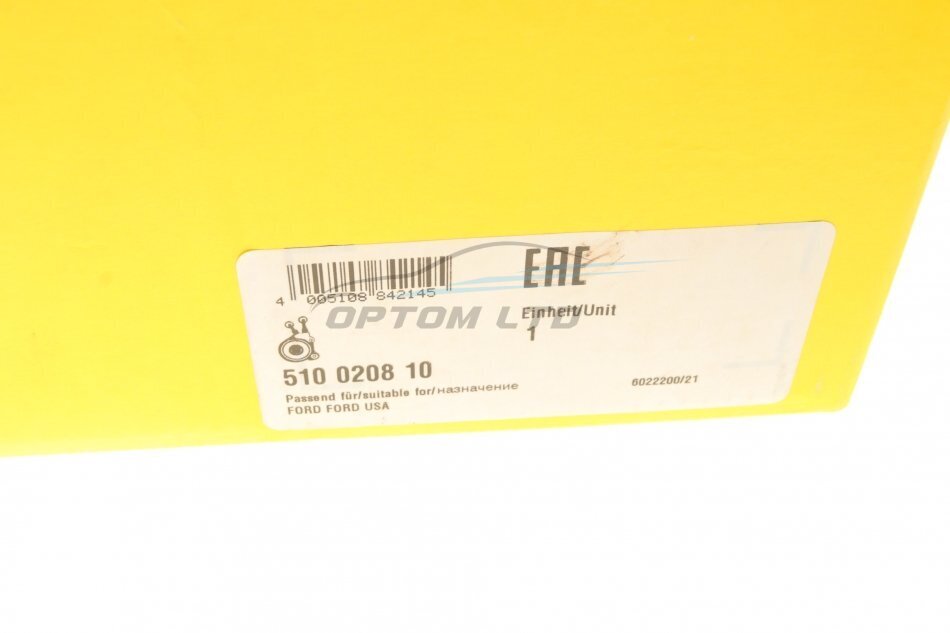 EAC
4 005108 842145
OPTOM LTD
Einheit/Unit
1
510 0208 10
Passend für/suitable for/назначение
6022200/21
FORD FORD USA